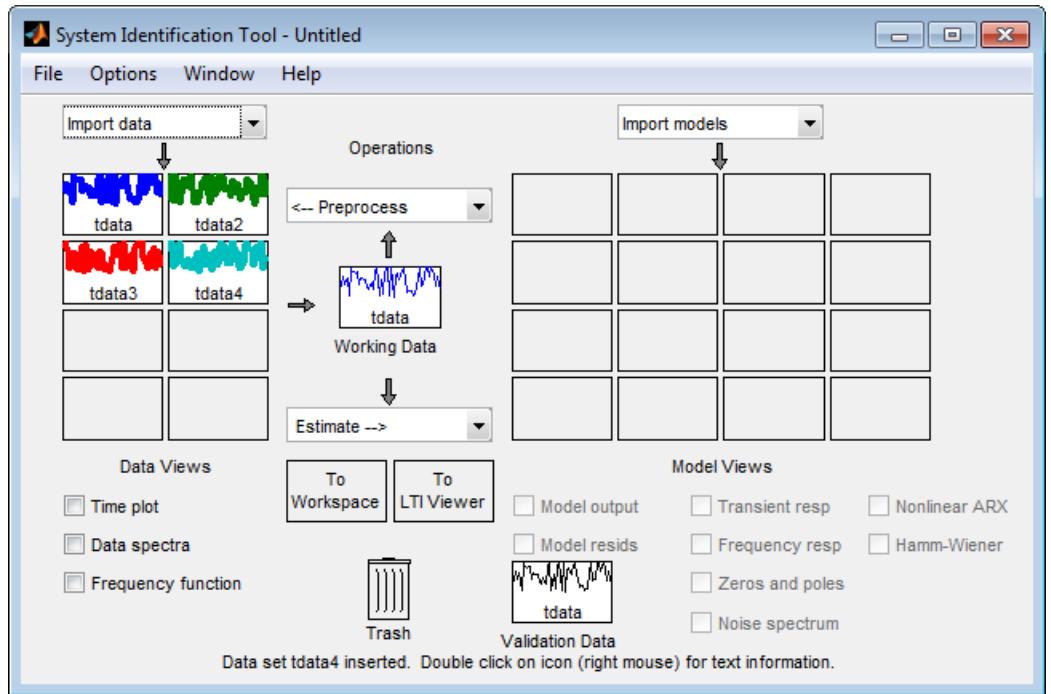 System Identification Tool - Untitled
File Options Window Help
Import data
Import models
Operations
tdata tdata2
<-- Preprocess
tdata3 tdata4
tdata
Working Data
Estimate -->
Data Views
To Workspace
To LTI Viewer
Model Views
Time plot
Data spectra
Frequency function
Model output
Transient resp
Nonlinear ARX
Model resids
Frequency resp
Hamm-Wiener
Zeros and poles
Noise spectrum
tdata
Trash
Validation Data
Data set tdata4 inserted. Double click on icon (right mouse) for text information.